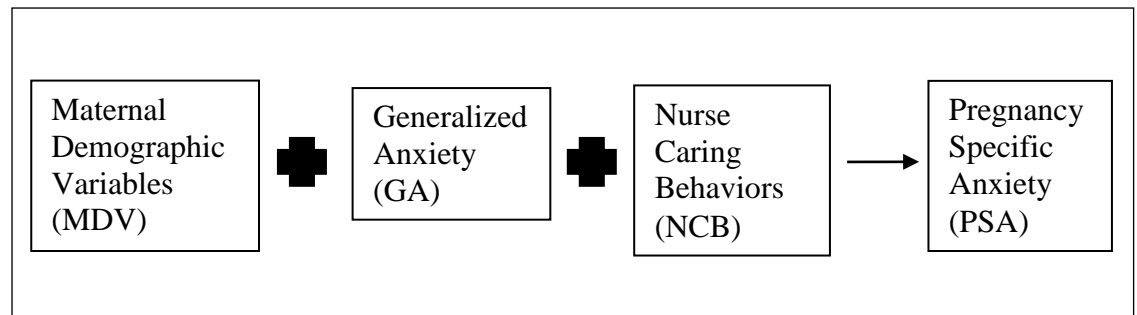 Maternal
Demographic
Variables
(MDV)
Generalized
Anxiety
(GA)
Nurse
Caring
Behaviors
(NCB)
Pregnancy
Specific
Anxiety
(PSA)